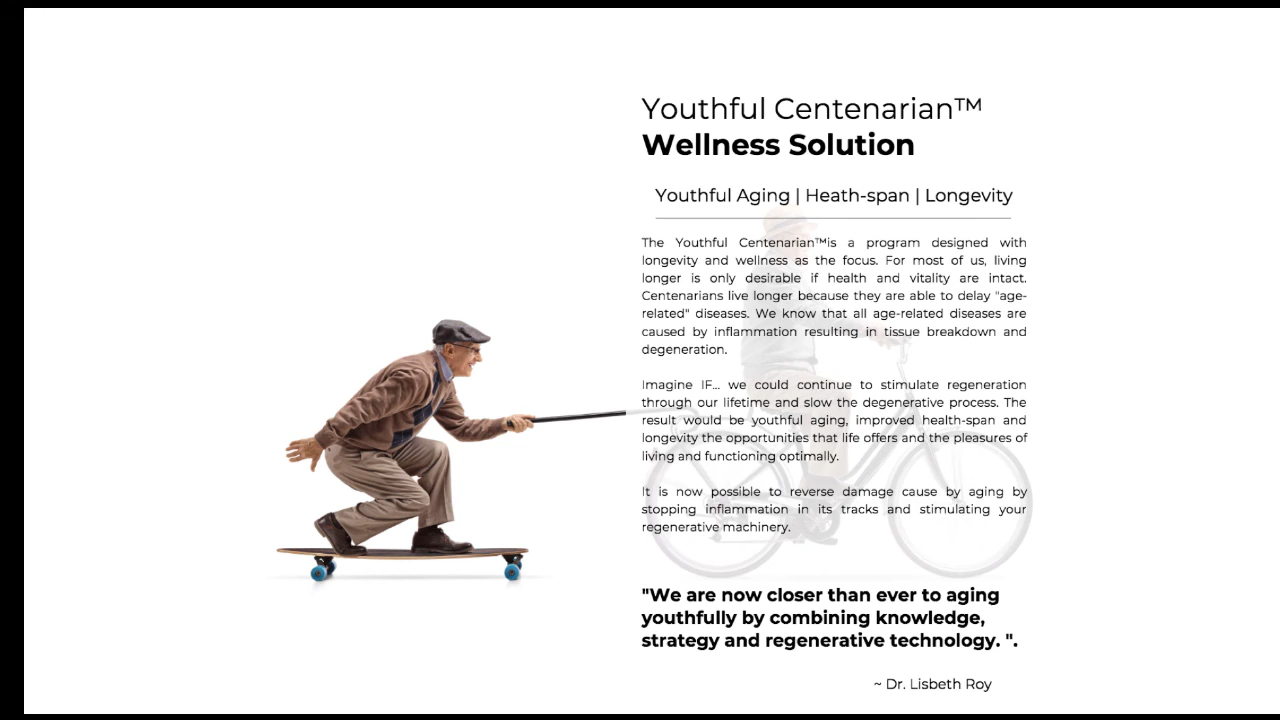 Youthful Centenarian™
Wellness Solution
Youthful Aging | Heath-span | Longevity
The Youthful Centenarian™is a program designed with
longevity and wellness as the focus. For most of us, living
longer is only desirable if health and vitality are intact.
Centenarians live longer because they are able to delay "age-
related" diseases. We know that all age-related diseases are
caused by inflammation resulting in tissue breakdown and
degeneration.
Imagine IF... we could continue to stimulate regeneration
through our lifetime and slow the degenerative process. The
result would be youthful aging, improved health-span and
longevity the opportunities that life offers and the pleasures of
living and functioning optimally.
It is now possible to reverse damage cause by aging by
stopping inflammation in its tracks and stimulating your
regenerative machinery.
"We are now closer than ever to aging
youthfully by combining knowledge,
strategy and regenerative technology. ".
~ Dr. Lisbeth Roy